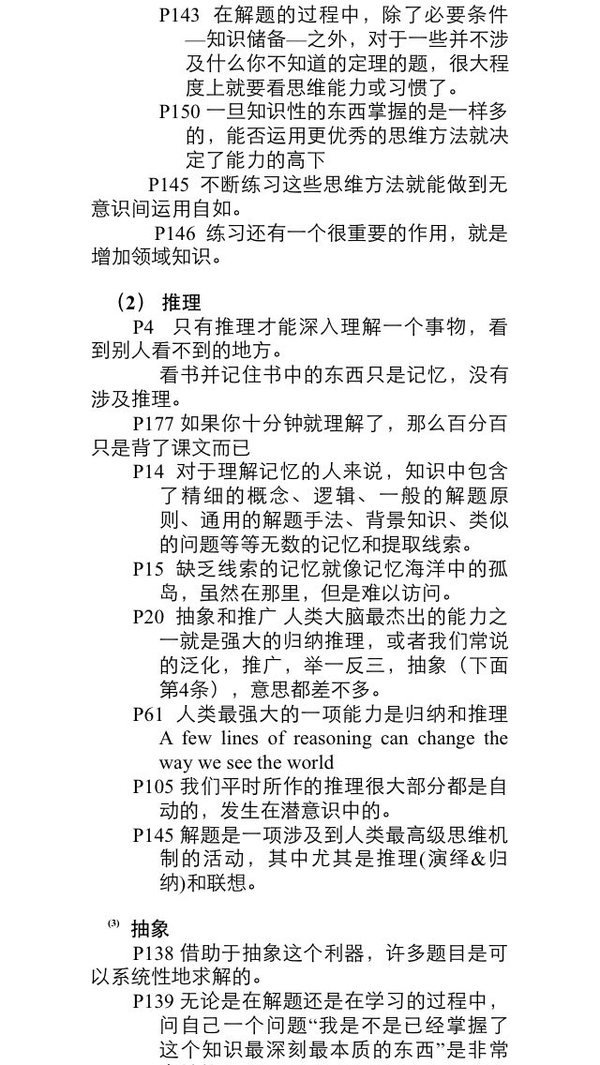 P143 在解题的过程中，除了必要条件
—知识储备—之外，对于一些并不涉
及什么你不知道的定理的题，很大程
度上就要看思维能力或习惯了。
P150 一旦知识性的东西掌握的是一样多
的，能否运用更优秀的思维方法就决
定了能力的高下
P145 不断练习这些思维方法就能做到无
意识间运用自如。
P146 练习还有一个很重要的作用，就是
增加领域知识。
（2） 推理
P4 只有推理才能深入理解一个事物，看
到别人看不到的地方。
看书并记住书中的东西只是记忆，没有
涉及推理。
P177 如果你十分钟就理解了，那么百分百
只是背了课文而已
P14 对于理解记忆的人来说，知识中包含
了精细的概念、逻辑、一般的解题原
则、通用的解题手法、背景知识、类似
的问题等等无数的记忆和提取线索。
P15 缺乏线索的记忆就像记忆海洋中的孤
岛，虽然在那里，但是难以访问。
P20 抽象和推广 人类大脑最杰出的能力之
一就是强大的归纳推理，或者我们常说
的泛化，推广，举一反三，抽象（下面
第4条），意思都差不多。
P61 人类最强大的一项能力是归纳和推理
A few lines of reasoning can change the
way we see the world
P105 我们平时所作的推理很大部分都是自
动的，发生在潜意识中的。
P145 解题是一项涉及到人类最高级思维机
制的活动，其中尤其是推理(演绎&归
纳)和联想。
(3) 抽象
P138 借助于抽象这个利器，许多题目是可
以系统性地求解的。
P139 无论是在解题还是在学习的过程中，
问自己一个问题“我是不是已经掌握了
这个知识最深刻最本质的东西”是非常